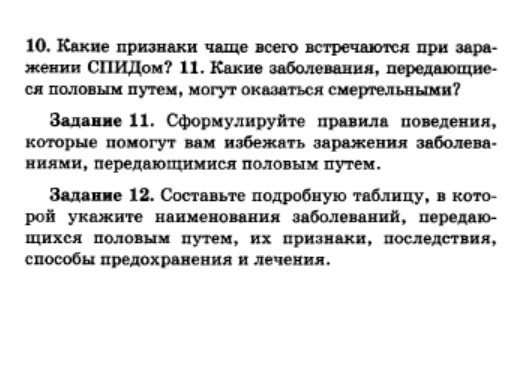 10. Какие признаки чаще всего встречаются при зара-
жении СПИДом? 11. Какие заболевания, передающие-
ся половым путем, могут оказаться смертельными?
Задание 11. Сформулируйте правила поведения,
которые помогут вам избежать заражения заболева-
ниями, передающимися половым путем.
Задание 12. Составьте подробную таблицу, в кото-
рой укажите наименования заболеваний, передаю-
щихся половым путем, их признаки, последствия,
способы предохранения и лечения.